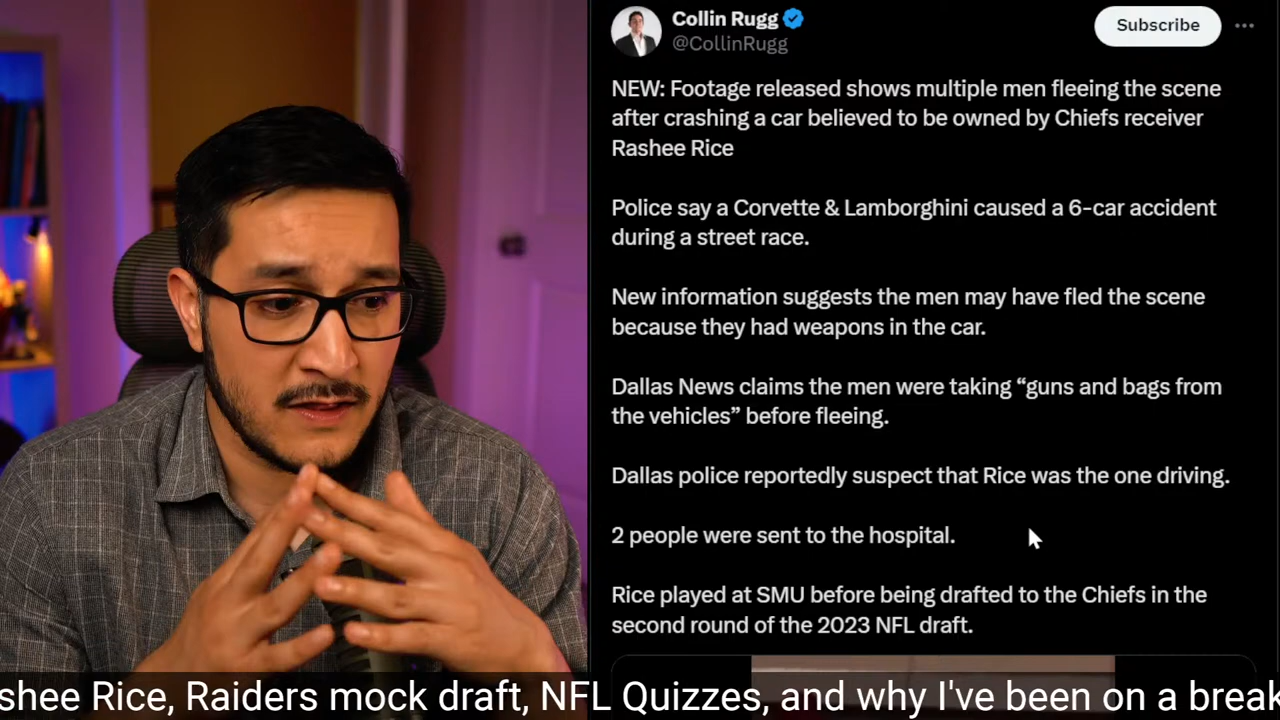 Collin Rugg
@CollinRugg
Subscribe
NEW: Footage released shows multiple men fleeing the scene
after crashing a car believed to be owned by Chiefs receiver
Rashee Rice
Police say a Corvette & Lamborghini caused a 6-car accident
during a street race.
New information suggests the men may have fled the scene
because they had weapons in the car.
Dallas News claims the men were taking “guns and bags from
the vehicles” before fleeing.
Dallas police reportedly suspect that Rice was the one driving.
2 people were sent to the hospital.
Rice played at SMU before being drafted to the Chiefs in the
second round of the 2023 NFL draft.
shee Rice, Raiders mock draft, NFL Quizzes, and why I've been on a break